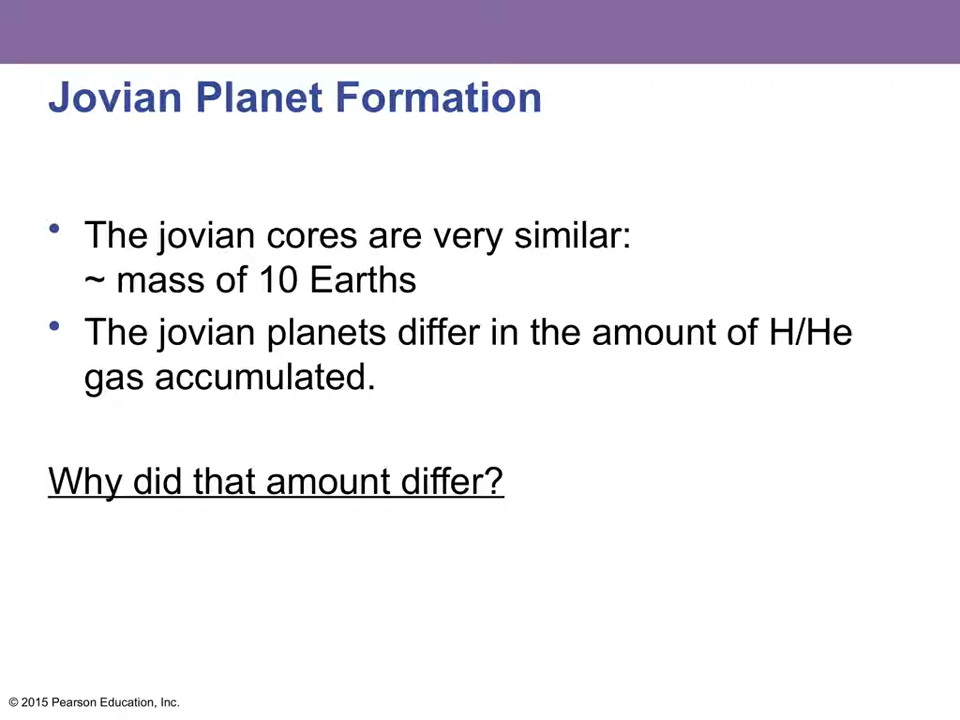 Jovian Planet Formation
• The jovian cores are very similar:
~ mass of 10 Earths
• The jovian planets differ in the amount of H/He
gas accumulated.
Why did that amount differ?
© 2015 Pearson Education, Inc.